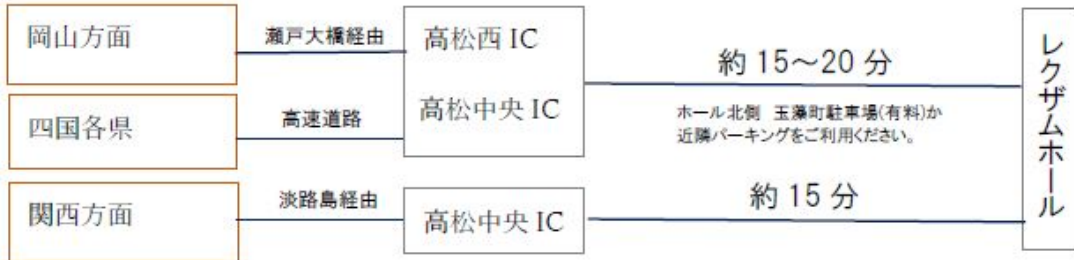 岡山方面
瀬戸大橋経由
高松西 IC
四国各県
高速道路
高松中央 IC
約 15～20 分
ホール北側　玉藻町駐車場(有料)か
近隣パーキングをご利用ください。
関西方面
淡路島経由
高松中央 IC
約 15 分
レクザムホール